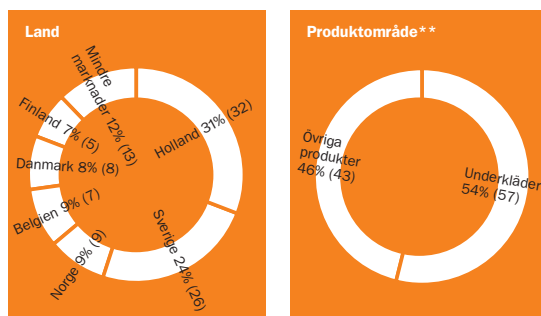 Land
Holland 31% (32)
Sverige 24% (26)
Norge 9% (9)
Belgien 9% (7)
Danmark 8% (8)
Finland 7% (5)
Mindre
marknader 12% (13)
Produktområde**
Underkläder
54% (57)
Övriga
produkter
46% (43)